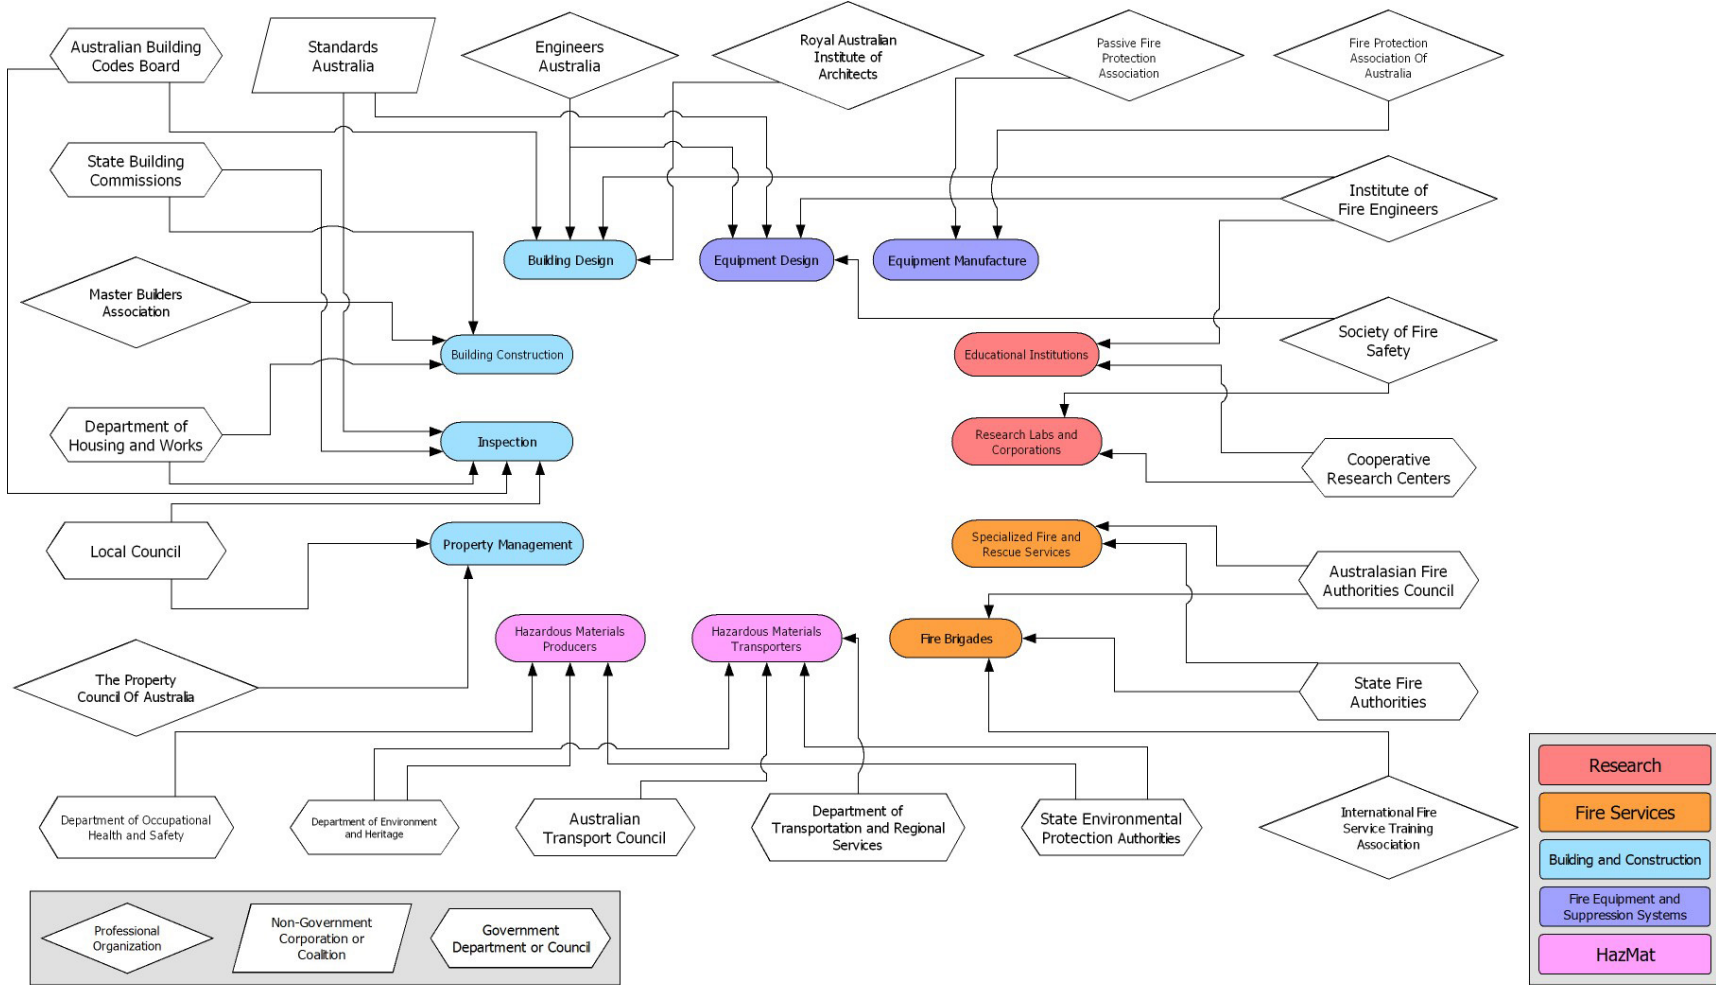 Australian Building
Codes Board
Standards
Australia
Engineers
Australia
Royal Australian
Institute of
Architects
Passive Fire
Protection
Association
Fire Protection
Association Of
Australia
State Building
Commissions
Institute of
Fire Engineers
Building Design
Equipment Design
Equipment Manufacture
Master Builders
Association
Building Construction
Educational Institutions
Society of Fire
Safety
Department of
Housing and Works
Inspection
Research Labs and
Corporations
Cooperative
Research Centers
Local Council
Property Management
Specialized Fire and
Rescue Services
Australasian Fire
Authorities Council
Hazardous Materials
Producers
Hazardous Materials
Transporters
Fire Brigades
The Property
Council Of Australia
State Fire
Authorities
Department of Occupational
Health and Safety
Department of Environment
and Heritage
Australian
Transport Council
Department of
Transportation and Regional
Services
State Environmental
Protection Authorities
International Fire
Service Training
Association
Research
Fire Services
Building and Construction
Fire Equipment and
Suppression Systems
HazMat
Professional
Organization
Non-Government
Corporation or
Coalition
Government
Department or Council